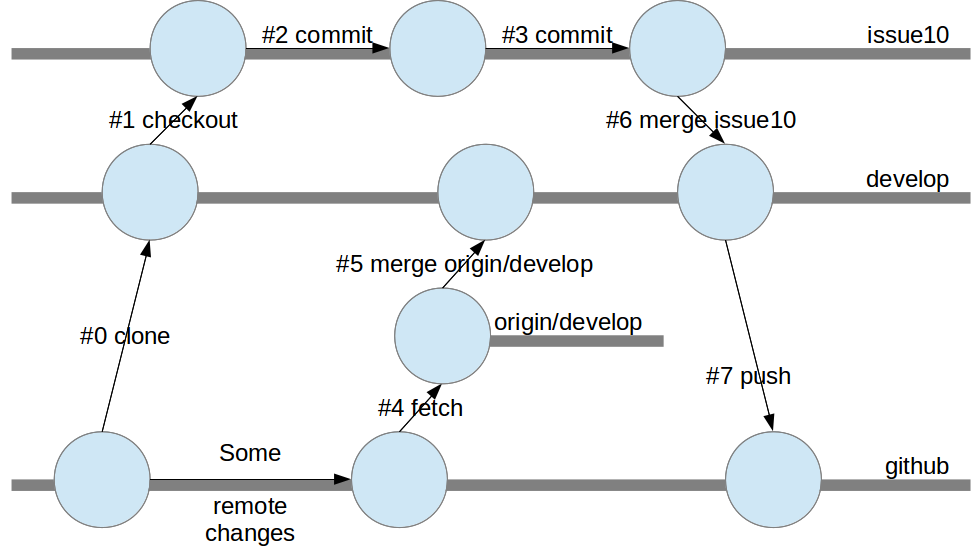 #2 commit
#3 commit
issue10
#1 checkout
#6 merge issue10
develop
#5 merge origin/develop
origin/develop
#0 clone
#7 push
#4 fetch
Some
github
remote
changes